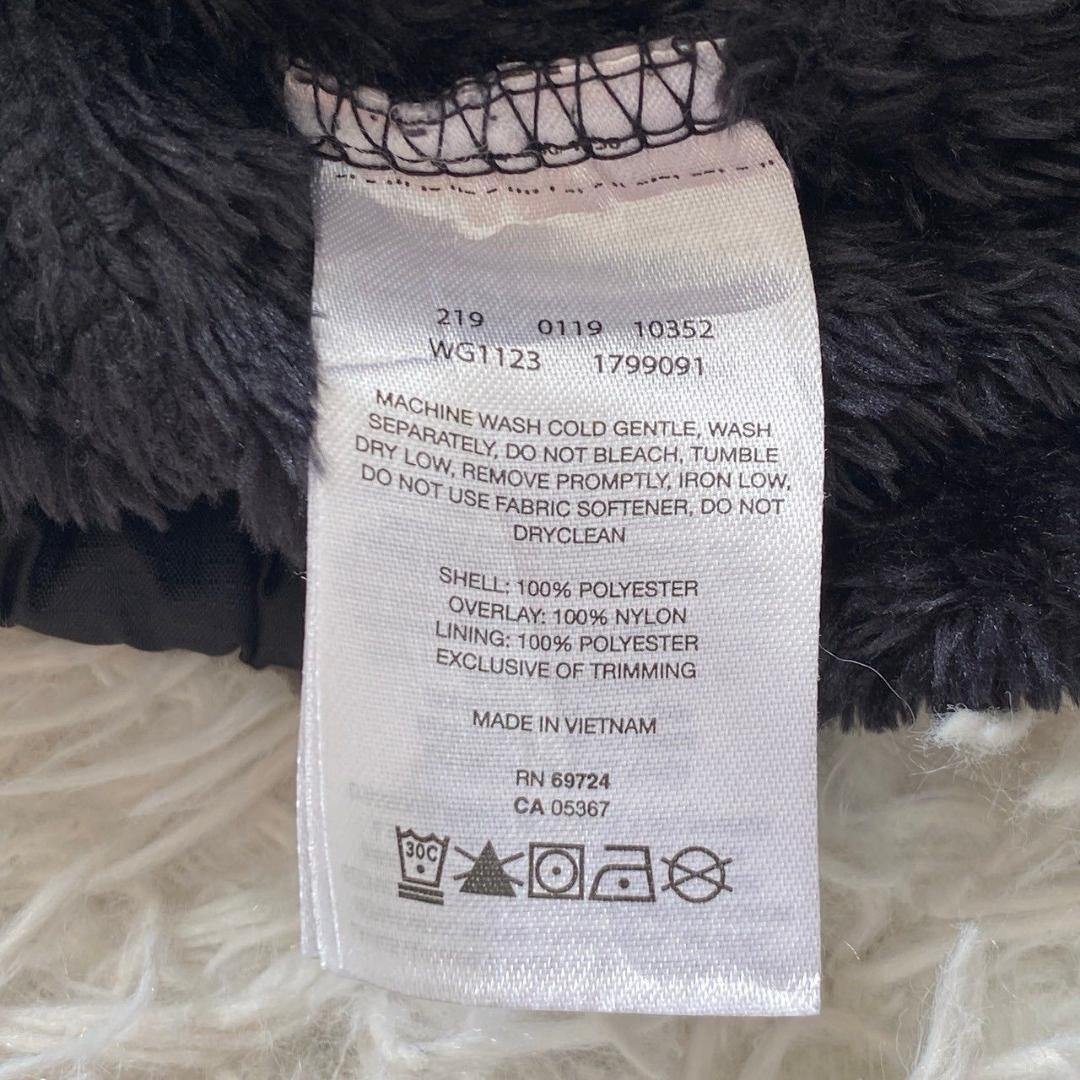 219 0119 10352
WG1123 1799091
MACHINE WASH COLD GENTLE, WASH
SEPARATELY, DO NOT BLEACH, TUMBLE
DRY LOW, REMOVE PROMPTLY, IRON LOW,
DO NOT USE FABRIC SOFTENER, DO NOT
DRYCLEAN
SHELL: 100% POLYESTER
OVERLAY: 100% NYLON
LINING: 100% POLYESTER
EXCLUSIVE OF TRIMMING
MADE IN VIETNAM
RN 69724
CA 05367
30C